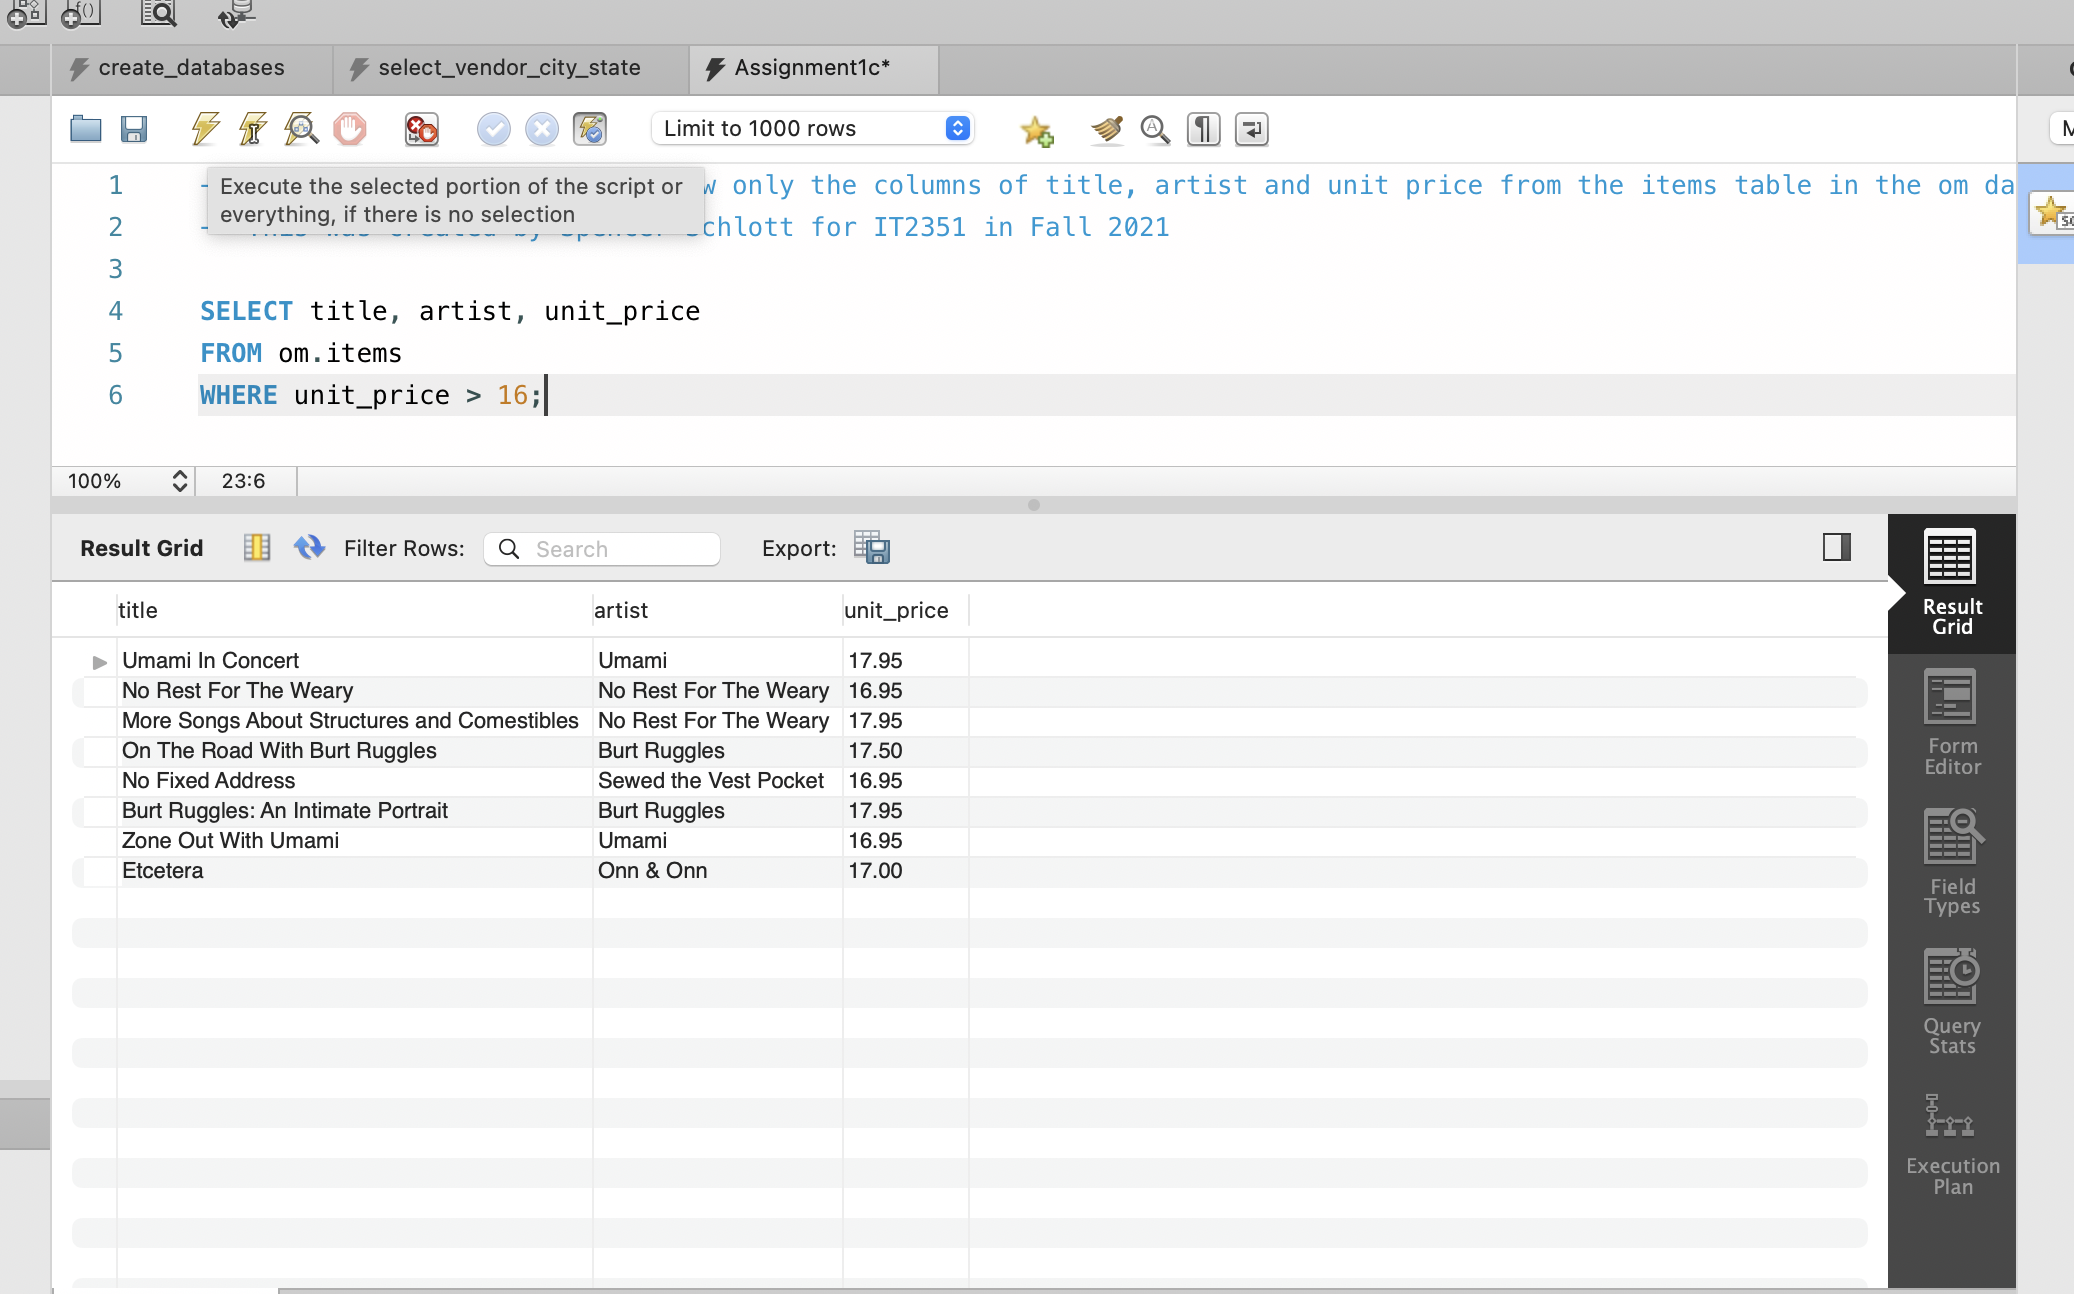 f()
create_databases
select_vendor_city_state
Assignment1c*
Limit to 1000 rows
Execute the selected portion of the script or
everything, if there is no selection
1 w only the columns of title, artist and unit price from the items table in the om da
2 chlott for IT2351 in Fall 2021
3
4 SELECT title, artist, unit_price
5 FROM om.items
6 WHERE unit_price > 16;
100% 23:6
Result Grid Filter Rows: Search Export:
title artist unit_price
Umami In Concert Umami 17.95
No Rest For The Weary No Rest For The Weary 16.95
More Songs About Structures and Comestibles No Rest For The Weary 17.95
On The Road With Burt Ruggles Burt Ruggles 17.50
No Fixed Address Sewed the Vest Pocket 16.95
Burt Ruggles: An Intimate Portrait Burt Ruggles 17.95
Zone Out With Umami Umami 16.95
Etcetera Onn & Onn 17.00
Result
Grid
Form
Editor
Field
Types
Query
Stats
Execution
Plan